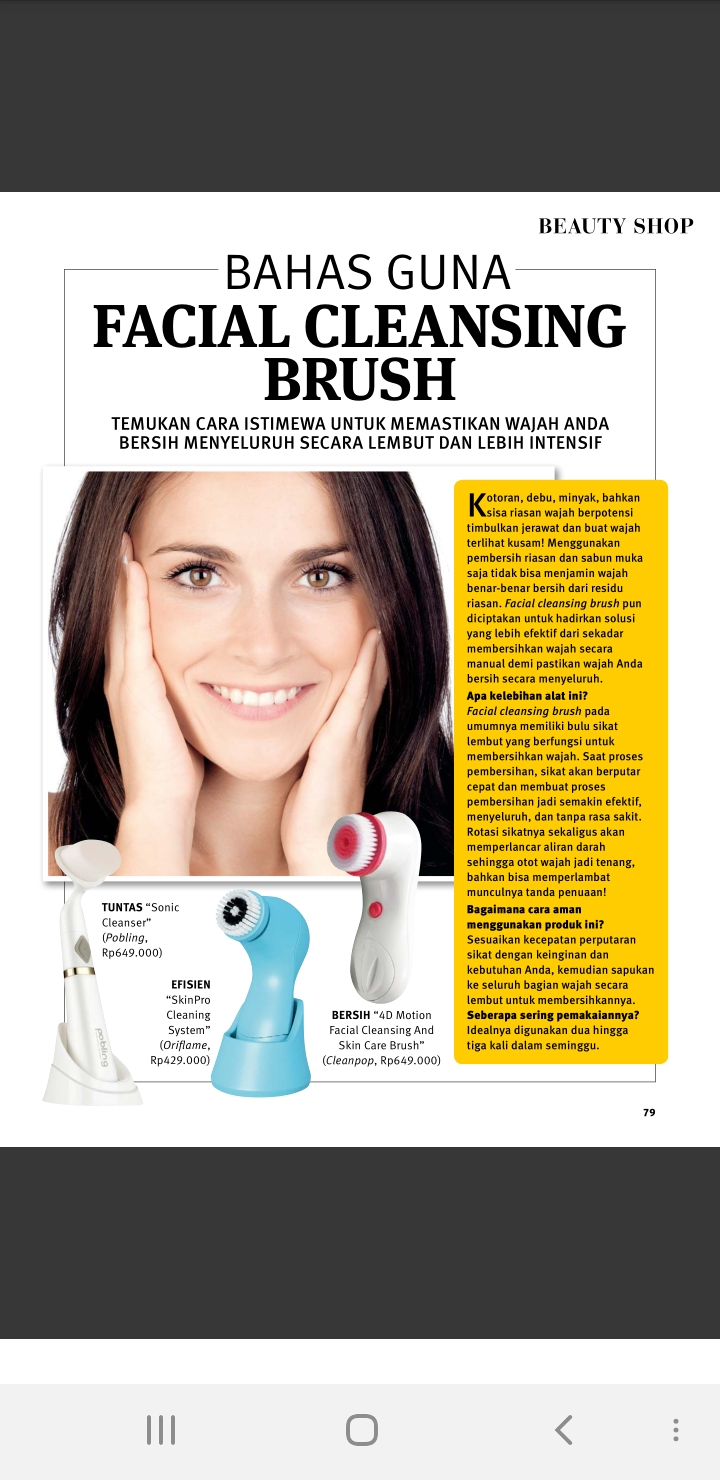 BEAUTY SHOP
BAHAS GUNA
FACIAL CLEANSING
BRUSH
TEMUKAN CARA ISTIMEWA UNTUK MEMASTIKAN WAJAH ANDA
BERSIH MENYELURUH SECARA LEMBUT DAN LEBIH INTENSIF
Kotoran, debu, minyak, bahkan
sisa riasan wajah berpotensi
timbulkan jerawat dan buat wajah
terlihat kusam! Menggunakan
pembersih riasan dan sabun muka
saja tidak bisa menjamin wajah
benar-benar bersih dari residu
riasan. Facial cleansing brush pun
diciptakan untuk hadirkan solusi
yang lebih efektif dari sekadar
membersihkan wajah secara
manual demi pastikan wajah Anda
bersih secara menyeluruh.
Apa kelebihan alat ini?
Facial cleansing brush pada
umumnya memiliki bulu sikat
lembut yang berfungsi untuk
membersihkan wajah. Saat proses
pembersihan, sikat akan berputar
cepat dan membuat proses
pembersihan jadi semakin efektif,
menyeluruh, dan tanpa rasa sakit.
Rotasi sikatnya sekaligus akan
memperlancar aliran darah
sehingga otot wajah jadi tenang,
bahkan bisa memperlambat
munculnya tanda penuaan!
Bagaimana cara aman
menggunakan produk ini?
Sesuaikan kecepatan perputaran
sikat dengan keinginan dan
kebutuhan Anda, kemudian sapukan
ke seluruh bagian wajah secara
lembut untuk membersihkannya.
Seberapa sering pemakaiannya?
Idealnya digunakan dua hingga
tiga kali dalam seminggu.
TUNTAS "Sonic
Cleanser"
(Pobling,
Rp649.000)
pobling
EFISIEN
"SkinPro
Cleaning
System"
(Oriflame,
Rp429.000)
BERSIH "4D Motion
Facial Cleansing And
Skin Care Brush"
(Cleanpop, Rp649.000)
79